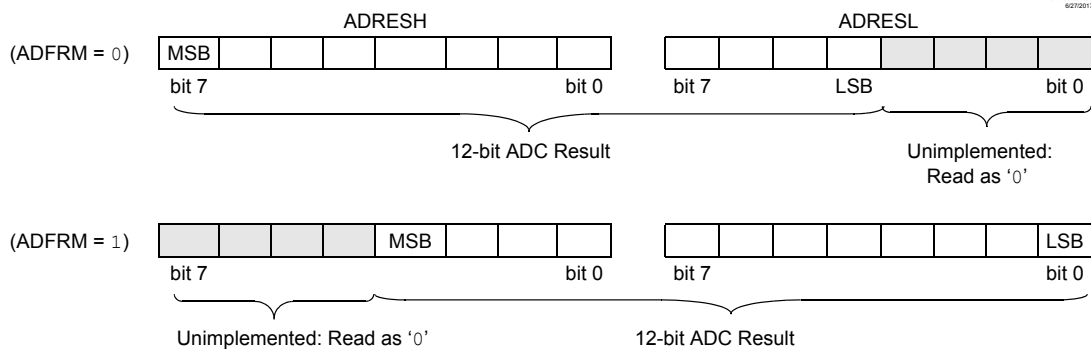 6/27/2017
ADRESH ADRESL
(ADFRM = 0) MSB
bit 7 bit 0 bit 7 LSB bit 0
12-bit ADC Result Unimplemented:
Read as ‘0’
(ADFRM = 1) MSB LSB
bit 7 bit 0 bit 7 bit 0
Unimplemented: Read as ‘0’ 12-bit ADC Result